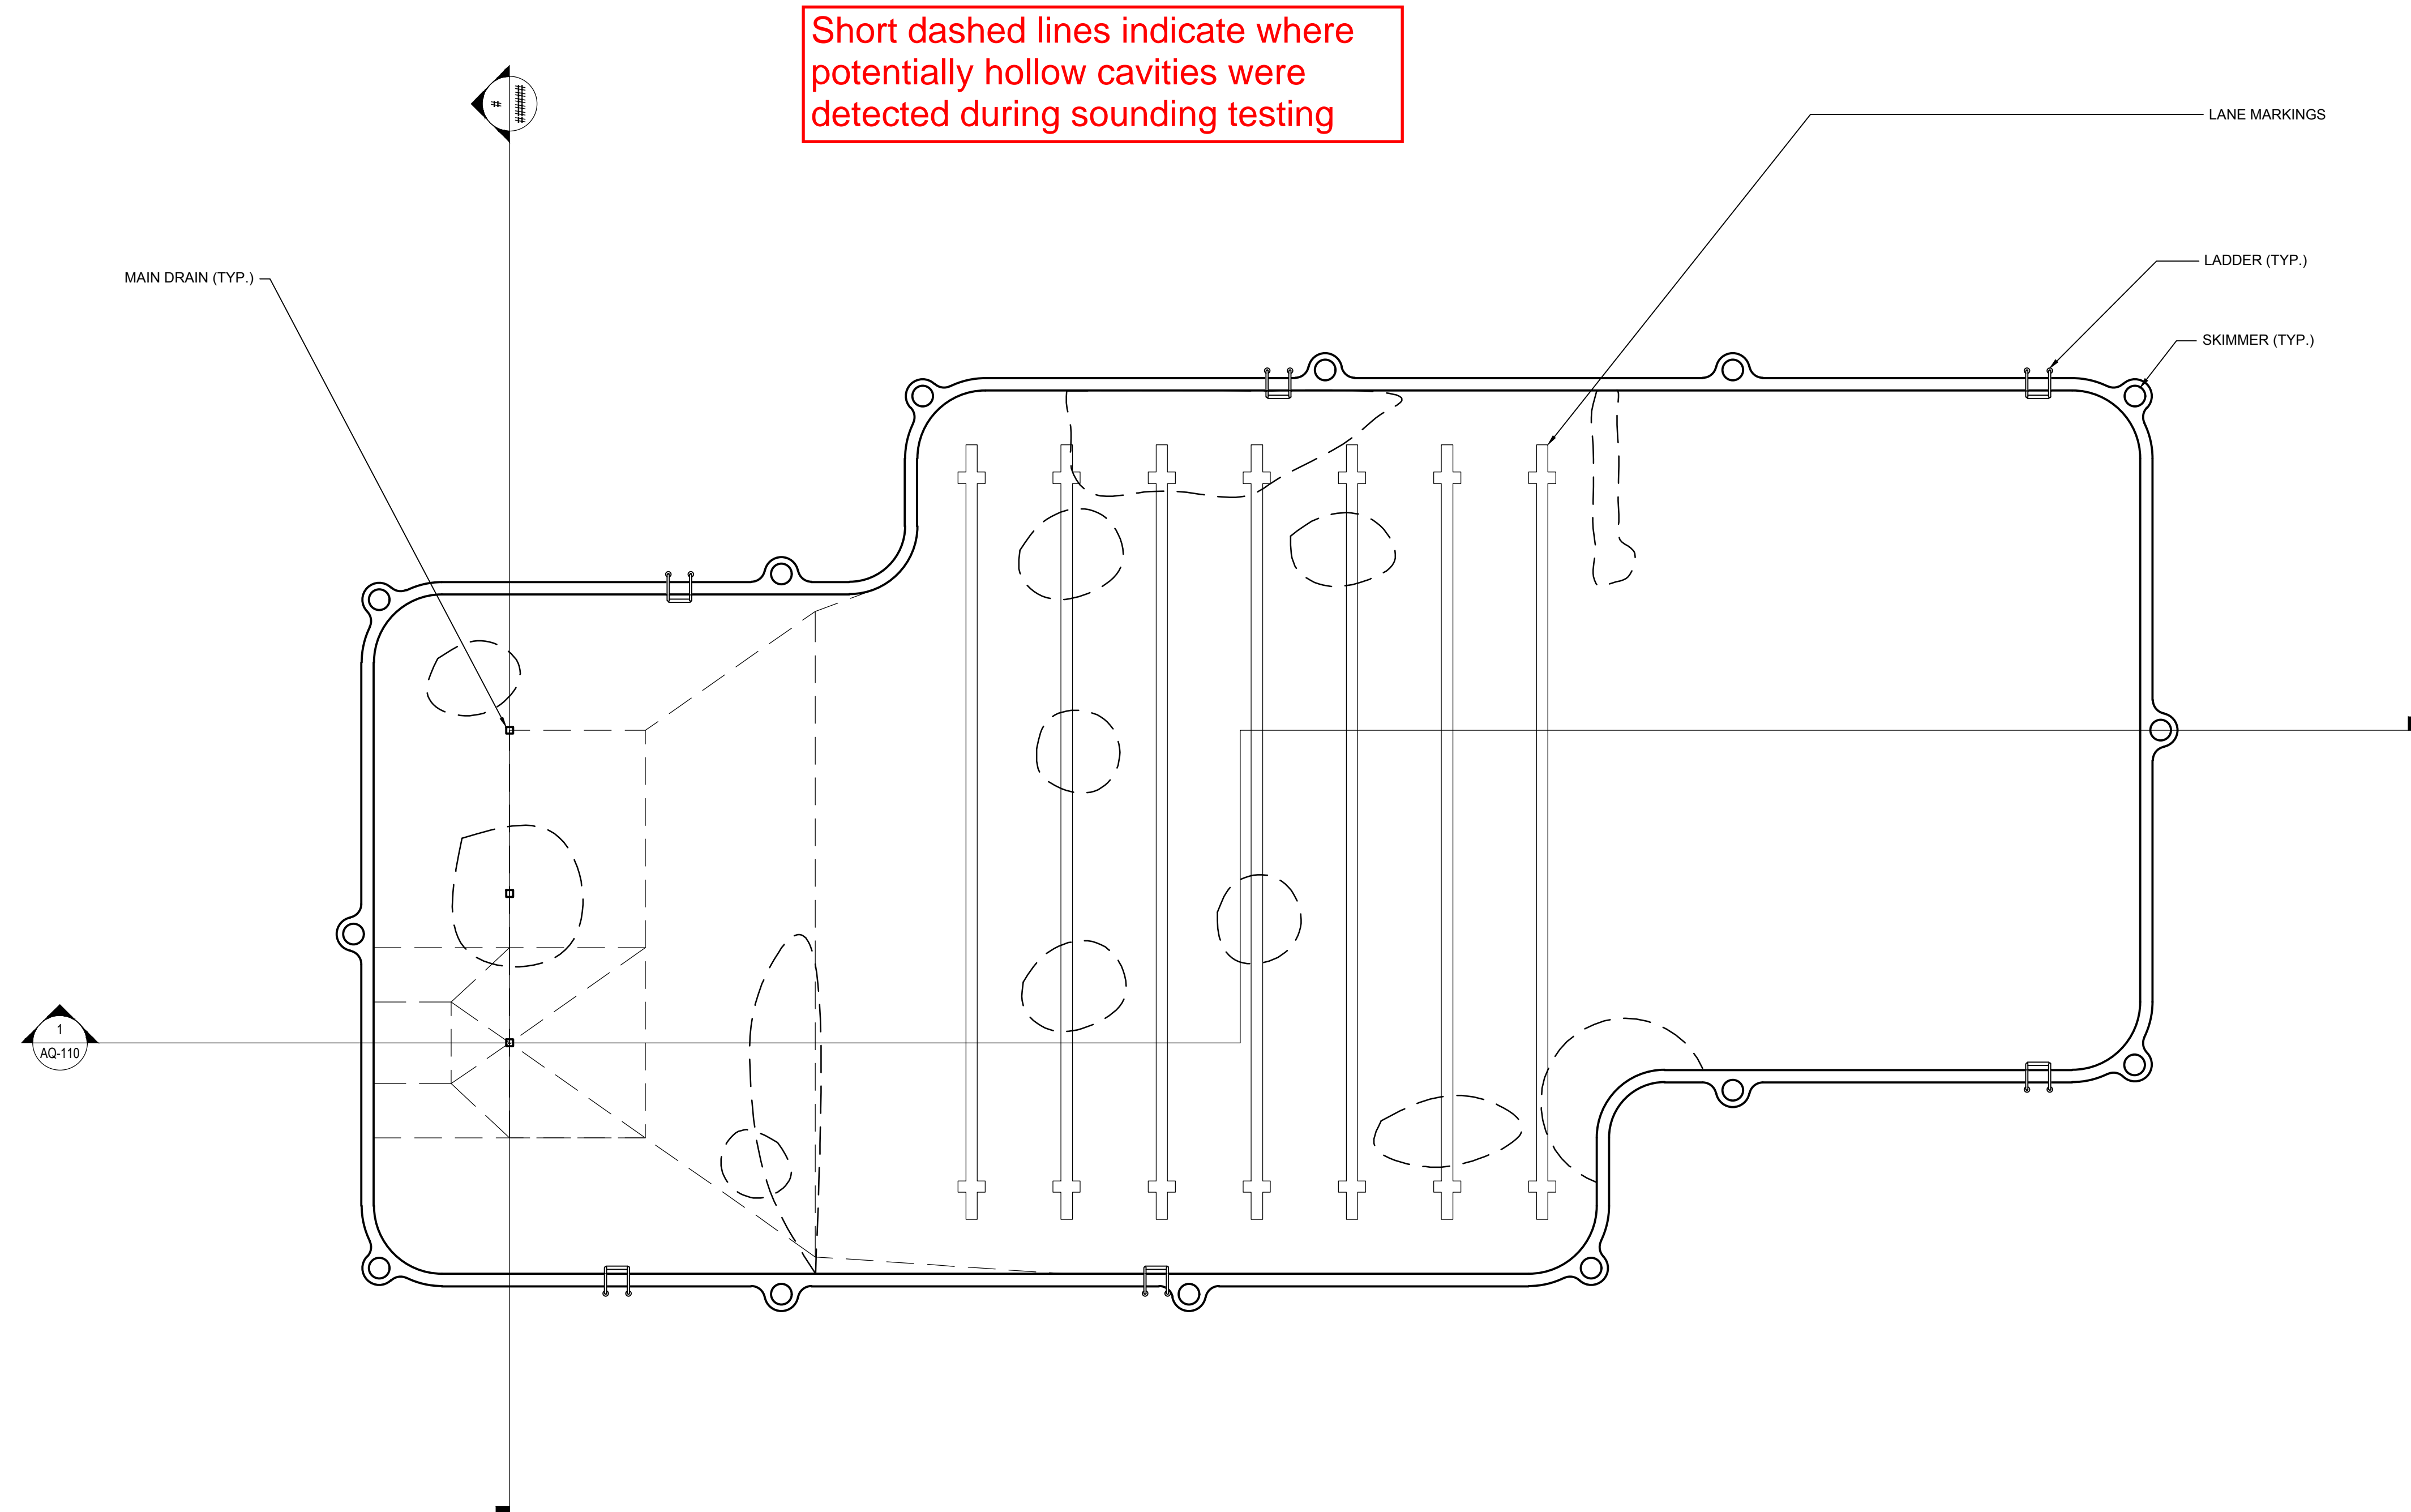 Short dashed lines indicate where
potentially hollow cavities were
detected during sounding testing
#
########
LANE MARKINGS
LADDER (TYP.)
MAIN DRAIN (TYP.)
SKIMMER (TYP.)
1
AQ-110